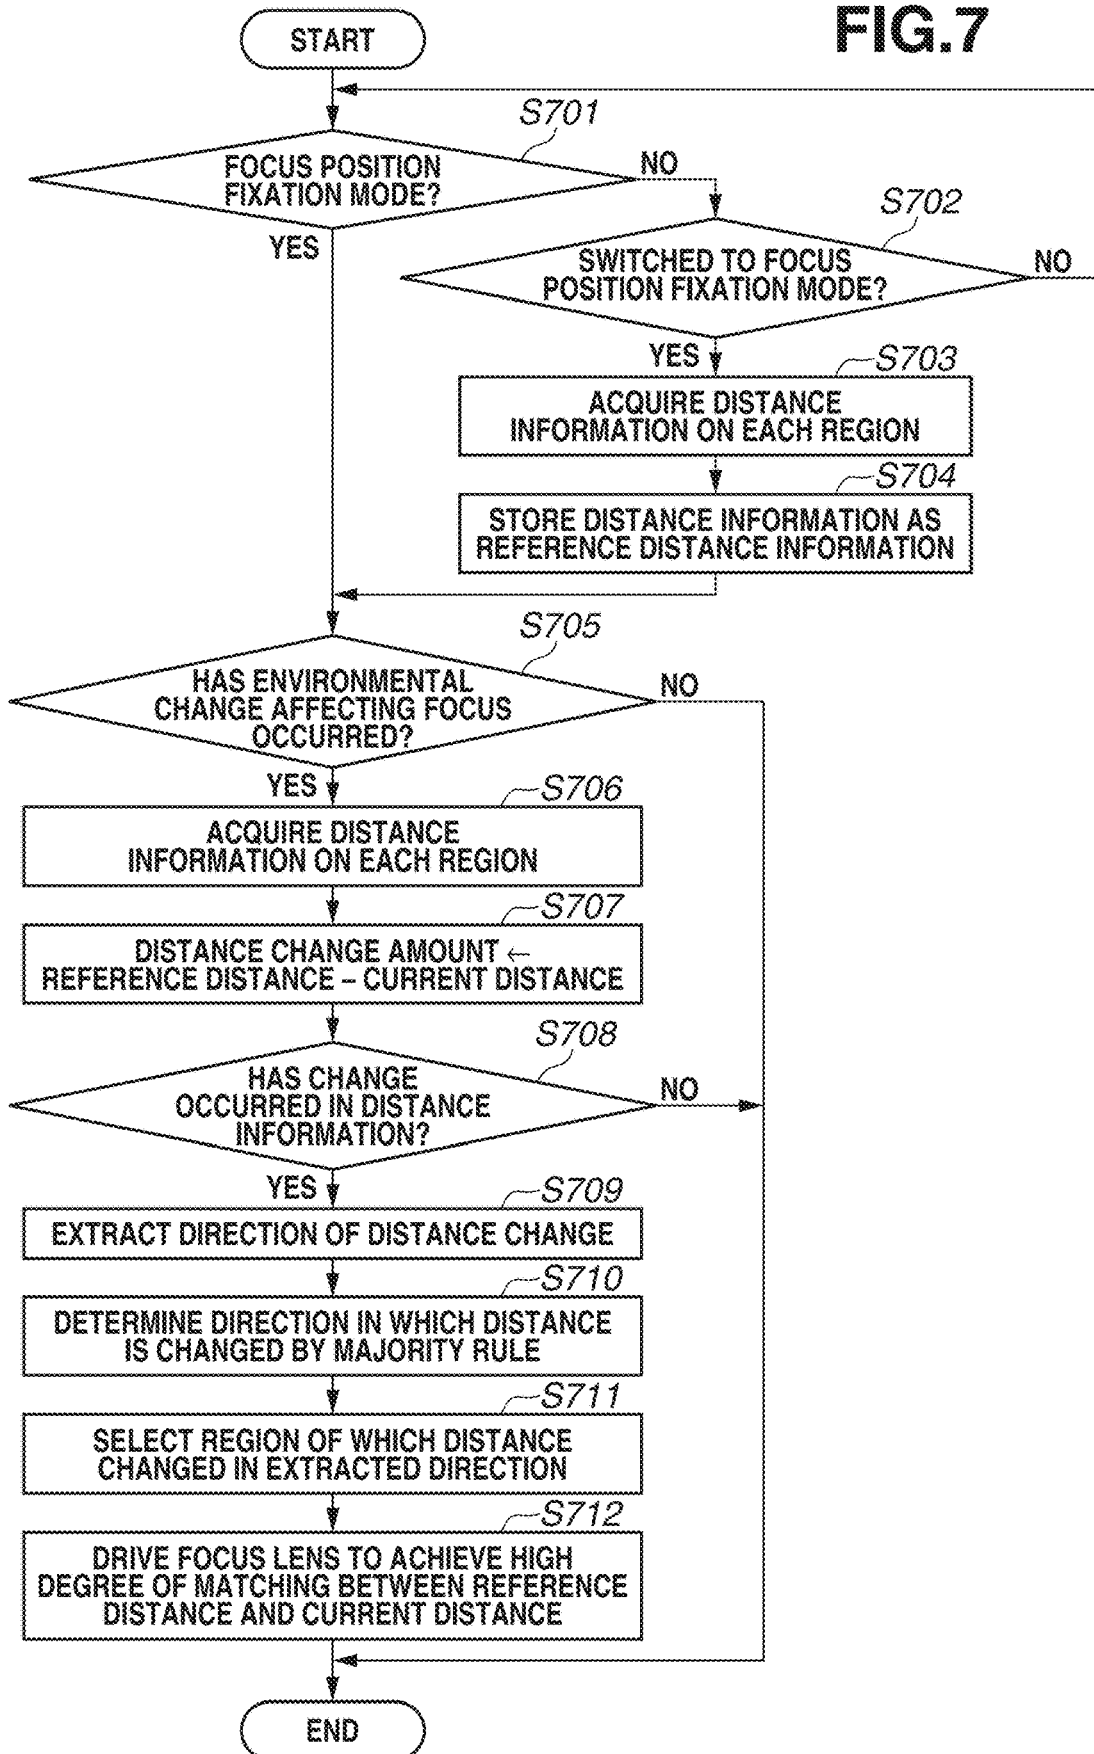 FIG.7
START
S701
FOCUS POSITION
FIXATION MODE?
NO
YES
S702
SWITCHED TO FOCUS
POSITION FIXATION MODE?
NO
YES
S703
ACQUIRE DISTANCE
INFORMATION ON EACH REGION
S704
STORE DISTANCE INFORMATION AS
REFERENCE DISTANCE INFORMATION
S705
HAS ENVIRONMENTAL
CHANGE AFFECTING FOCUS
OCCURRED?
NO
YES
S706
ACQUIRE DISTANCE
INFORMATION ON EACH REGION
S707
DISTANCE CHANGE AMOUNT ←
REFERENCE DISTANCE – CURRENT DISTANCE
S708
HAS CHANGE
OCCURRED IN DISTANCE
INFORMATION?
NO
YES
S709
EXTRACT DIRECTION OF DISTANCE CHANGE
S710
DETERMINE DIRECTION IN WHICH DISTANCE
IS CHANGED BY MAJORITY RULE
S711
SELECT REGION OF WHICH DISTANCE
CHANGED IN EXTRACTED DIRECTION
S712
DRIVE FOCUS LENS TO ACHIEVE HIGH
DEGREE OF MATCHING BETWEEN REFERENCE
DISTANCE AND CURRENT DISTANCE
END